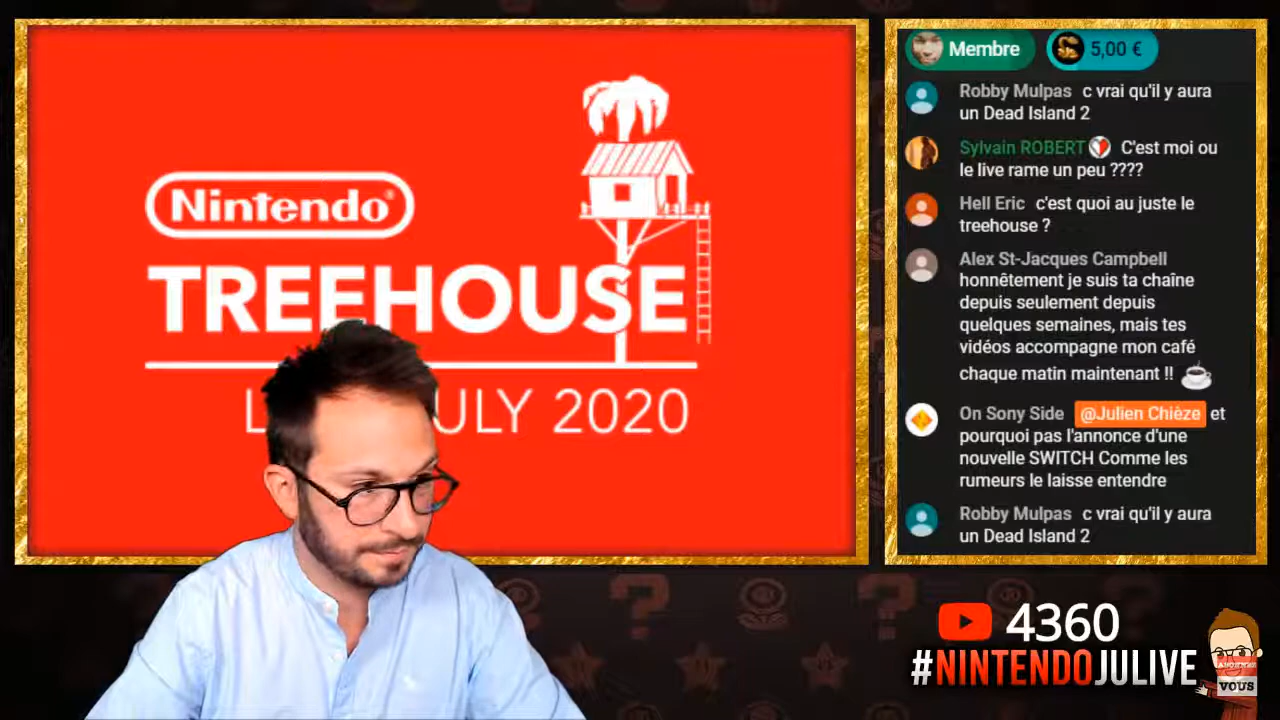 Nintendo®
TREEHOUSE
L ULY 2020
Membre
5,00 €
Robby Mulpas c vrai qu'il y aura
un Dead Island 2
Sylvain ROBERT C'est moi ou
le live rame un peu ????
Hell Eric c'est quoi au juste le
treehouse ?
Alex St-Jacques Campbell
honnêtement je suis ta chaîne
depuis seulement depuis
quelques semaines, mais tes
vidéos accompagne mon café
chaque matin maintenant !!
On Sony Side @Julien Chièze et
pourquoi pas l'annonce d'une
nouvelle SWITCH Comme les
rumeurs le laisse entendre
Robby Mulpas c vrai qu'il y aura
un Dead Island 2
4360
#NINTENDOJULIVE
ABONNEZ
VOUS